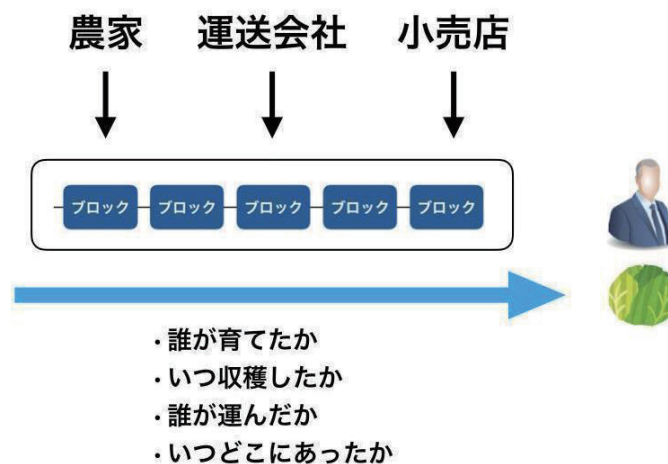 農家 運送会社 小売店
ブロック ブロック ブロック ブロック ブロック
・誰が育てたか
・いつ収穫したか
・誰が運んだか
・いつどこにあったか